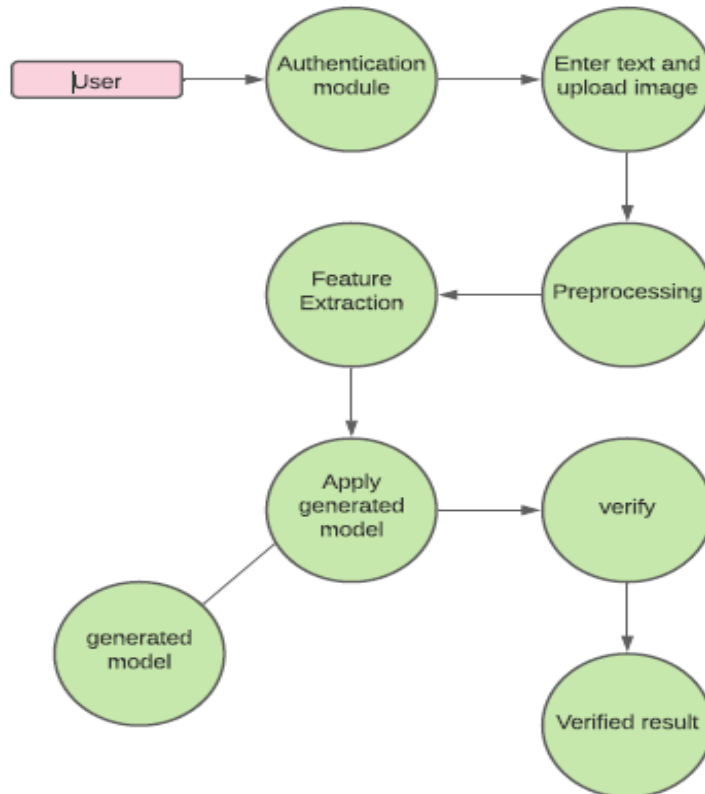 User
Authentication
module
Enter text and
upload image
Preprocessing
Feature
Extraction
Apply
generated
model
verify
generated
model
Verified result